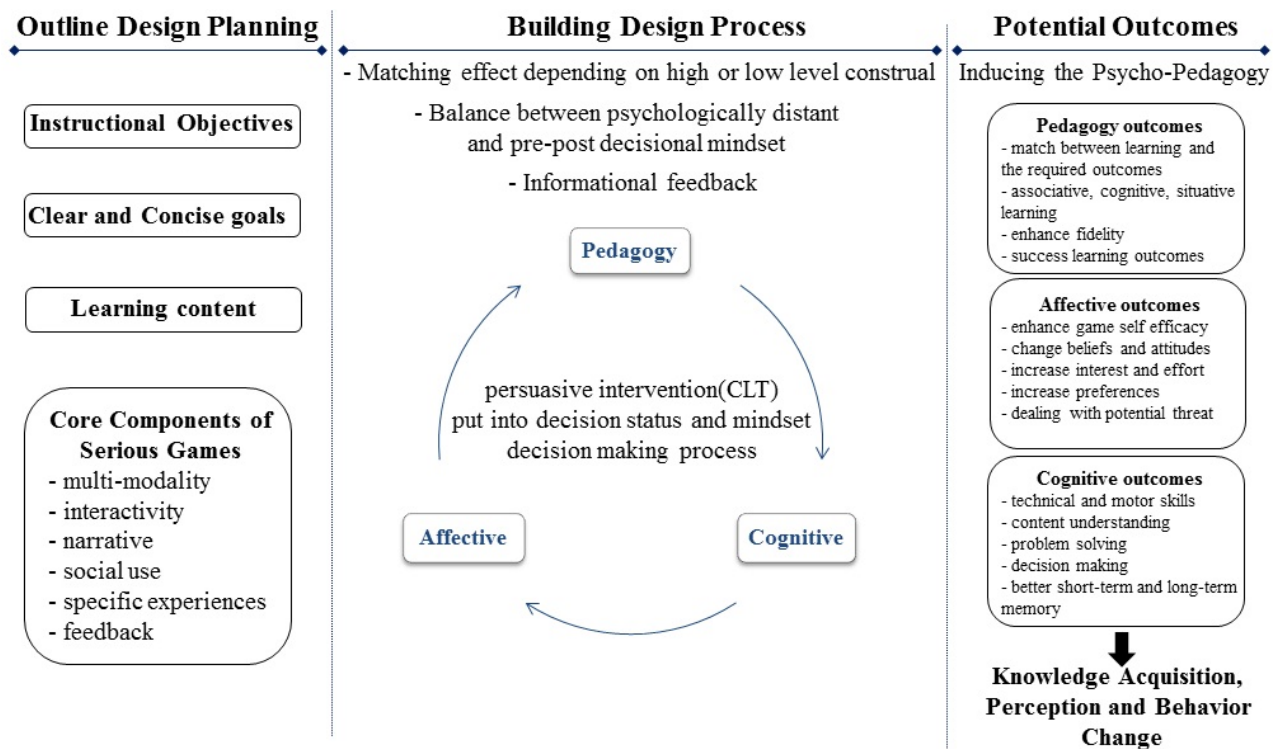 Outline Design Planning
Instructional Objectives
Clear and Concise goals
Learning content
Core Components of
Serious Games
- multi-modality
- interactivity
- narrative
- social use
- specific experiences
- feedback
Building Design Process
- Matching effect depending on high or low level construal
- Balance between psychologically distant
and pre-post decisional mindset
- Informational feedback
Pedagogy
persuasive intervention(CLT)
put into decision status and mindset
decision making process
Affective
Cognitive
Potential Outcomes
Inducing the Psycho-Pedagogy
Pedagogy outcomes
- match between learning and
the required outcomes
- associative, cognitive, situative
learning
- enhance fidelity
- success learning outcomes
Affective outcomes
- enhance game self efficacy
- change beliefs and attitudes
- increase interest and effort
- increase preferences
- dealing with potential threat
Cognitive outcomes
- technical and motor skills
- content understanding
- problem solving
- decision making
- better short-term and long-term
memory
Knowledge Acquisition,
Perception and Behavior
Change